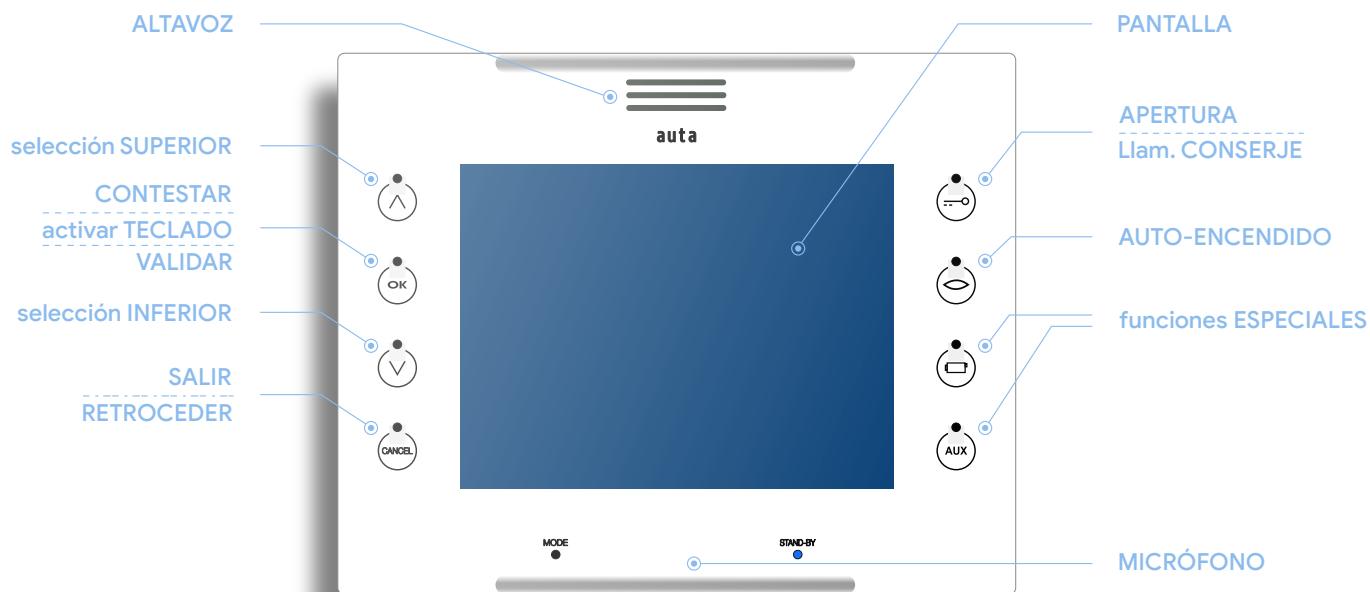 ALTAVOZ
PANTALLA
auta
selección SUPERIOR
CONTESTAR
activar TECLADO
VALIDAR
selección INFERIOR
SALIR
RETROCEDER
OK
CANCEL
APERTURA
Llam. CONSERJE
AUTO-ENCENDIDO
funciones ESPECIALES
AUX
MODE
STAND-BY
MICRÓFONO